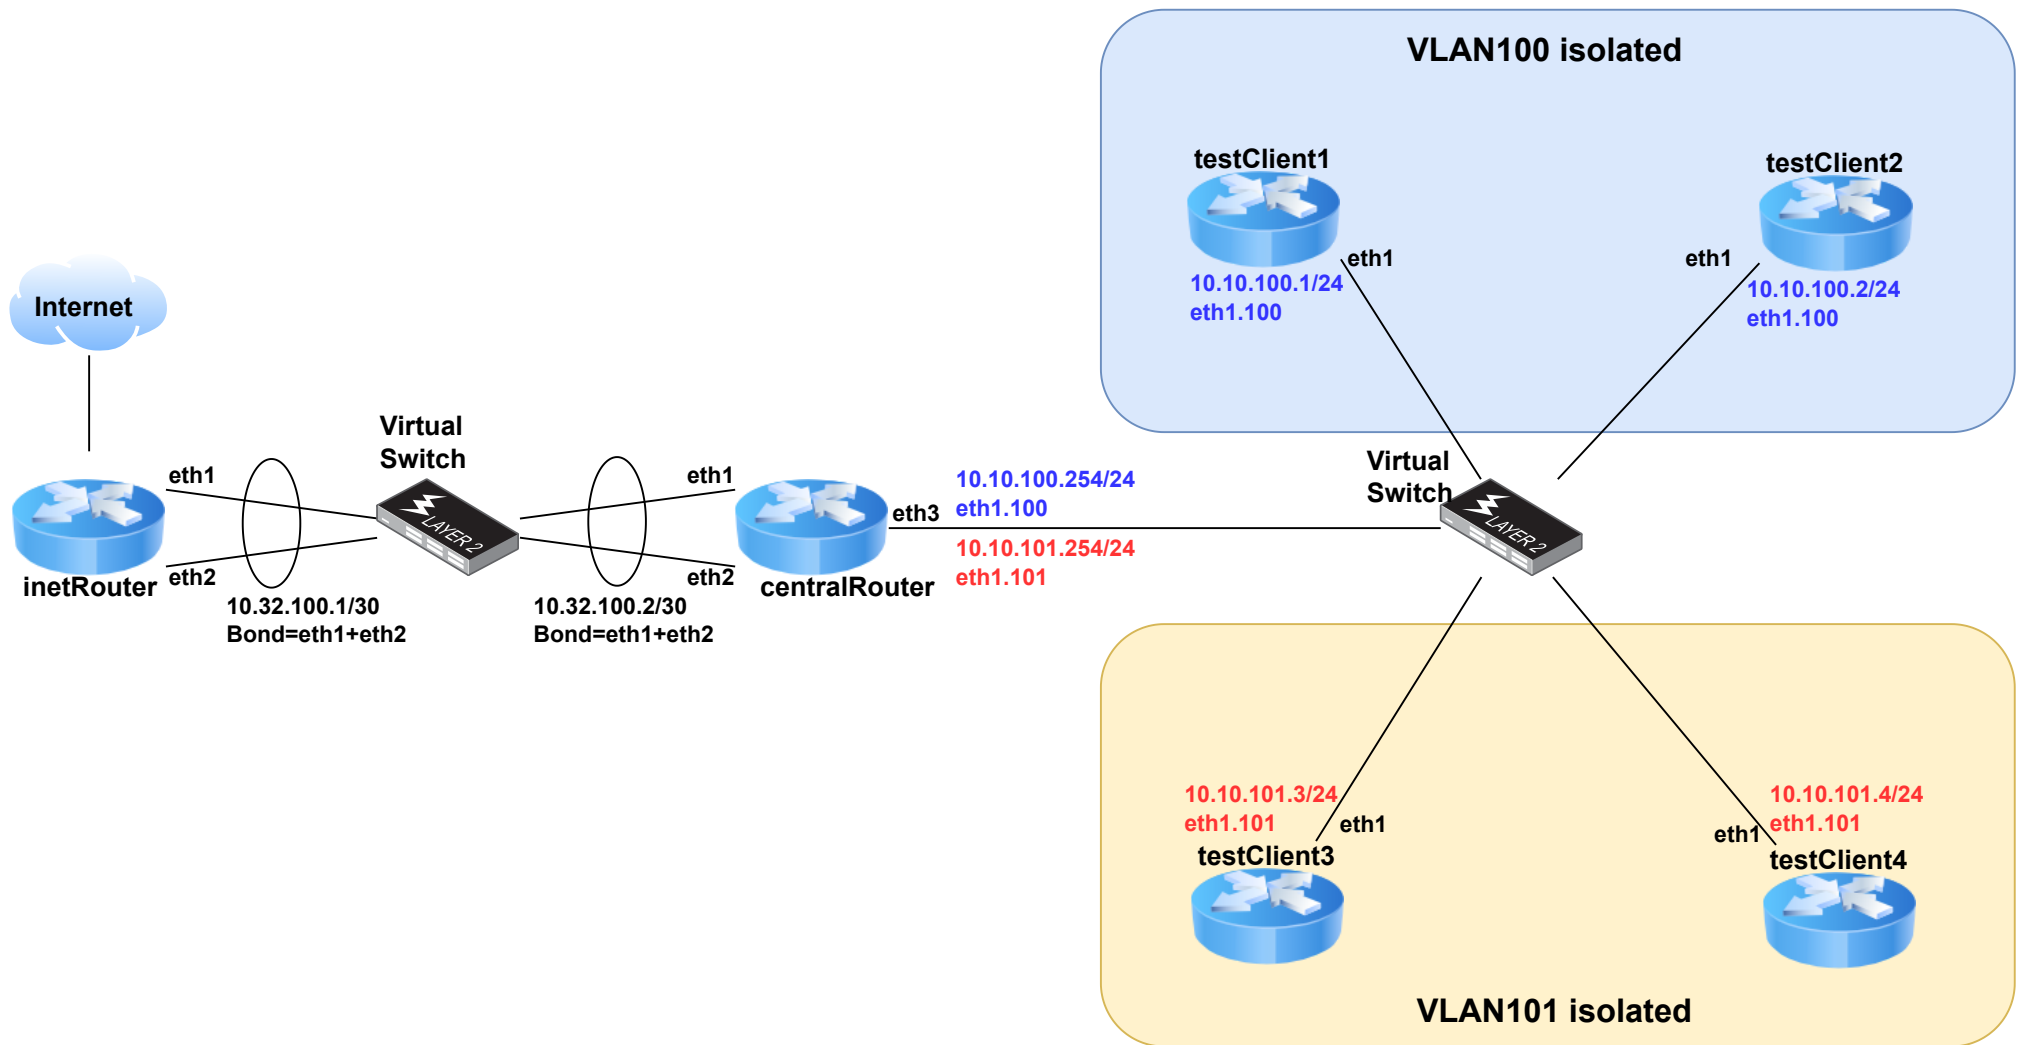 VLAN100 isolated
testClient1
eth1
10.10.100.1/24
eth1.100
testClient2
eth1
10.10.100.2/24
eth1.100
Internet
inetRouter
eth1
eth2
10.32.100.1/30
Bond=eth1+eth2
Virtual
Switch
LAYER 2
eth1
eth2
10.32.100.2/30
Bond=eth1+eth2
centralRouter
eth3
10.10.100.254/24
eth1.100
10.10.101.254/24
eth1.101
Virtual
Switch
LAYER 2
10.10.101.3/24
eth1.101
eth1
testClient3
10.10.101.4/24
eth1.101
eth1
testClient4
VLAN101 isolated